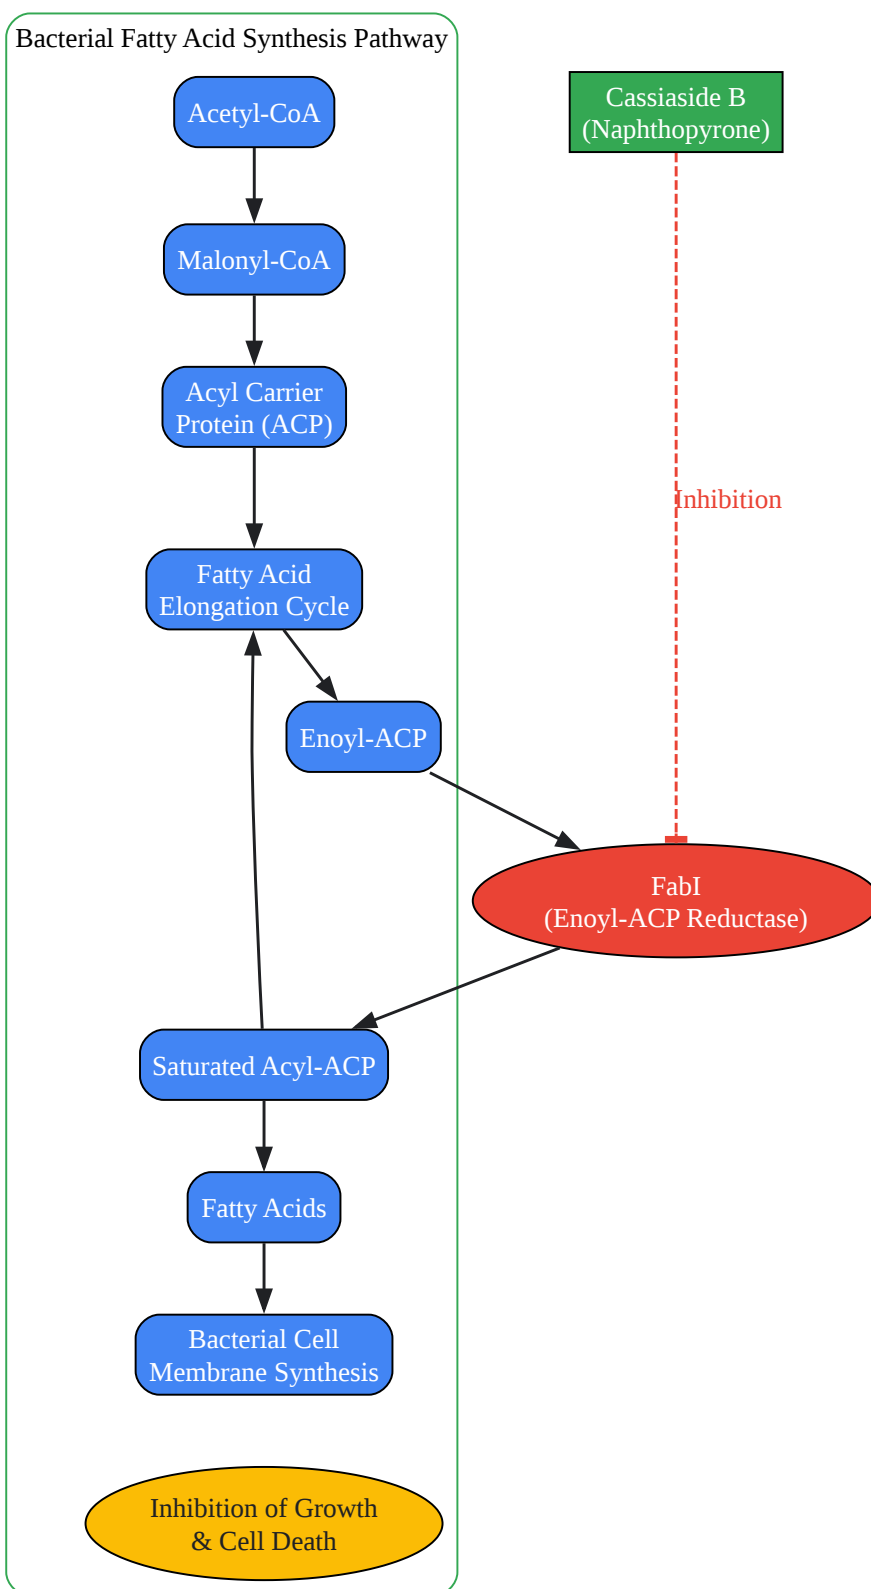 Bacterial Fatty Acid Synthesis Pathway
Acetyl-CoA
Cassiaside B
(Naphthopyrone)
Malonyl-CoA
Acyl Carrier
Protein (ACP)
Inhibition
Fatty Acid
Elongation Cycle
Enoyl-ACP
FabI
(Enoyl-ACP Reductase)
Saturated Acyl-ACP
Fatty Acids
Bacterial Cell
Membrane Synthesis
Inhibition of Growth
& Cell Death